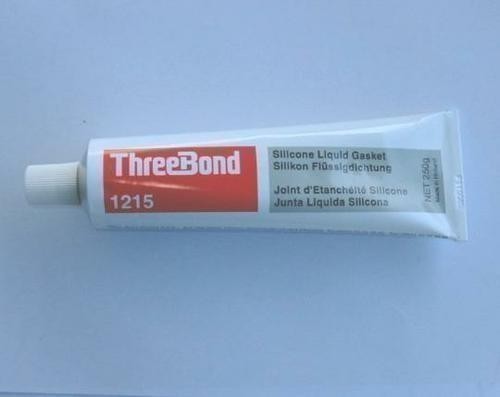 ThreeBond
1215
Silicone Liquid Gasket
Silikon Flüssigdichtung
Joint d'Etanchéité Silicone
Junta Liquida Silicona
NET 250g